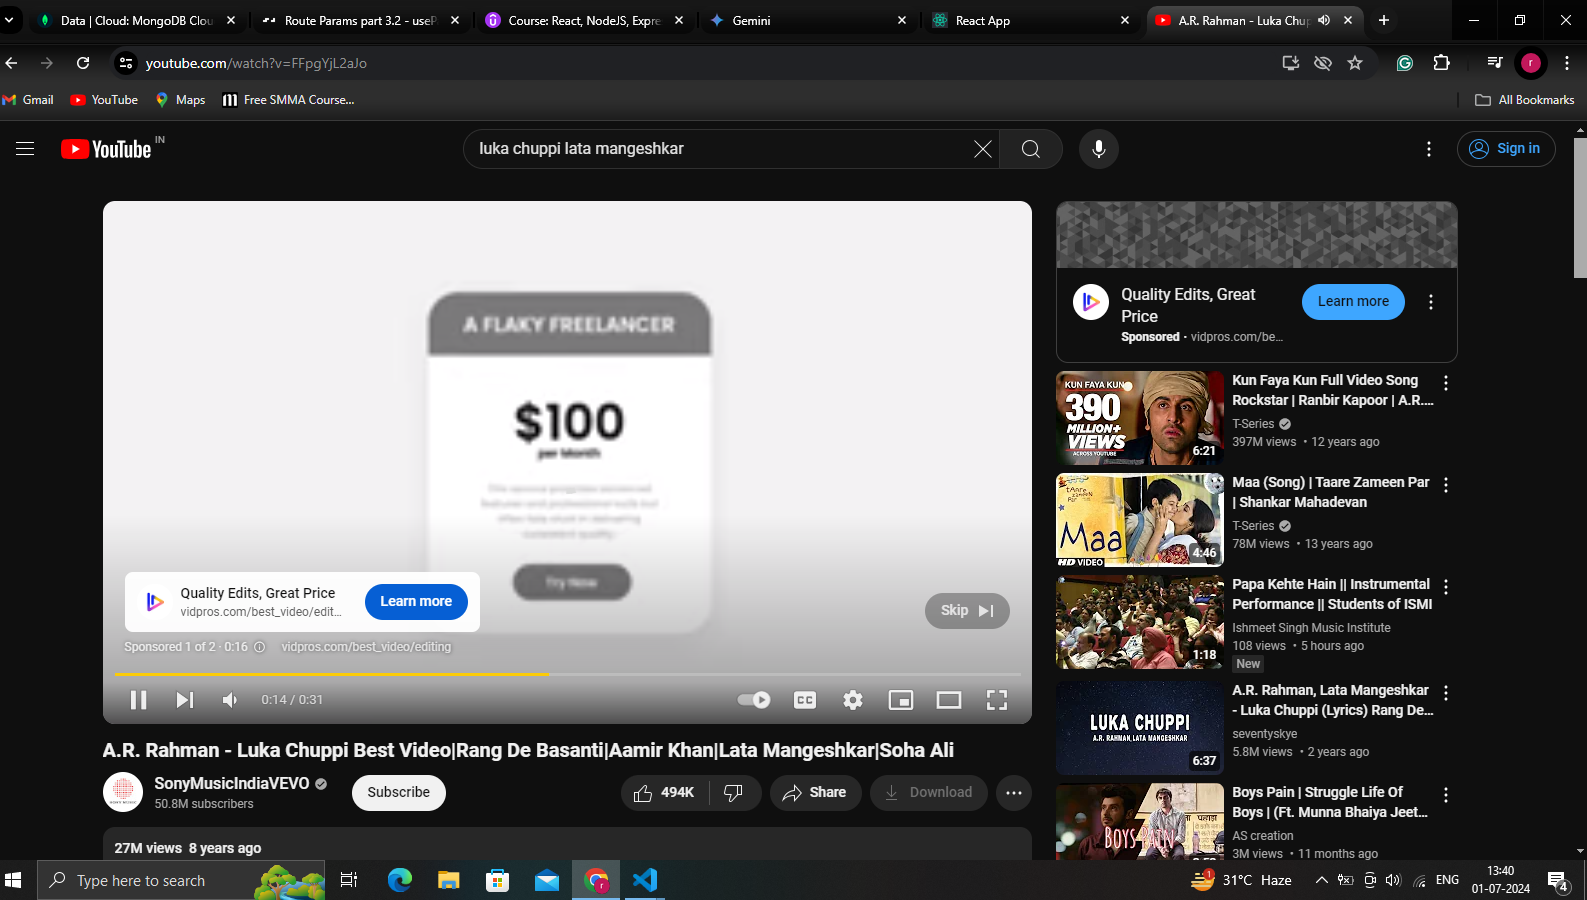 Data | Cloud: MongoDB Clou
Route Params part 3.2 - useP
Course: React, NodeJS, Expre
Gemini
React App
A.R. Rahman - Luka Chup
youtube.com/watch?v=FFpgYjL2aJo
r
Gmail
YouTube
Maps
Free SMMA Course...
All Bookmarks
YouTube IN
luka chuppi lata mangeshkar
Sign in
A FLAKY FREELANCER
$100
per Month
Try Now
Quality Edits, Great Price
vidpros.com/best_video/edit...
Learn more
Skip
Sponsored 1 of 2 · 0:16
vidpros.com/best_video/editing
0:14 / 0:31
CC
A.R. Rahman - Luka Chuppi Best Video|Rang De Basanti|Aamir Khan|Lata Mangeshkar|Soha Ali
SonyMusicIndiaVEVO
50.8M subscribers
Subscribe
494K
Share
Download
27M views 8 years ago
Quality Edits, Great
Price
Sponsored · vidpros.com/be...
Learn more
KUN FAYA KUN
390
MILLION+
VIEWS
ACROSS YOUTUBE
6:21
Kun Faya Kun Full Video Song
Rockstar | Ranbir Kapoor | A.R....
T-Series
397M views • 12 years ago
taare
zameen
Par
Maa
HD VIDEO
4:46
Maa (Song) | Taare Zameen Par
| Shankar Mahadevan
T-Series
78M views • 13 years ago
1:18
Papa Kehte Hain || Instrumental
Performance || Students of ISMI
Ishmeet Singh Music Institute
108 views • 5 hours ago
New
LUKA CHUPPI
A.R. RAHMAN, LATA MANGESHKAR
6:37
A.R. Rahman, Lata Mangeshkar
- Luka Chuppi (Lyrics) Rang De...
seventyskye
5.8M views • 2 years ago
BOYS PAIN
Boys Pain | Struggle Life Of
Boys | (Ft. Munna Bhaiya Jeet...
AS creation
3M views • 11 months ago
Type here to search
r
1
31°C Haze
ENG
13:40
01-07-2024
4